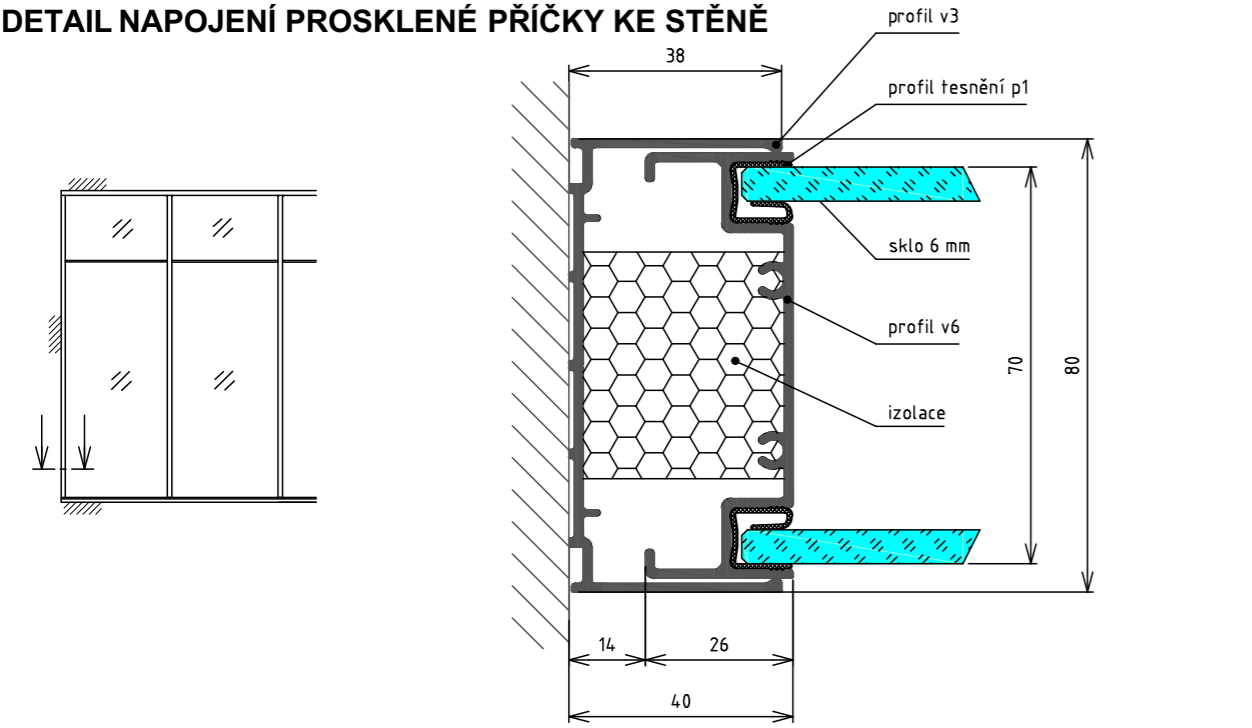 DETAIL NAPOJENÍ PROSKLENÉ PŘÍČKY KE STĚNĚ
profil v3
38
profil tesnění p1
sklo 6 mm
profil v6
70
80
izolace
14
26
40